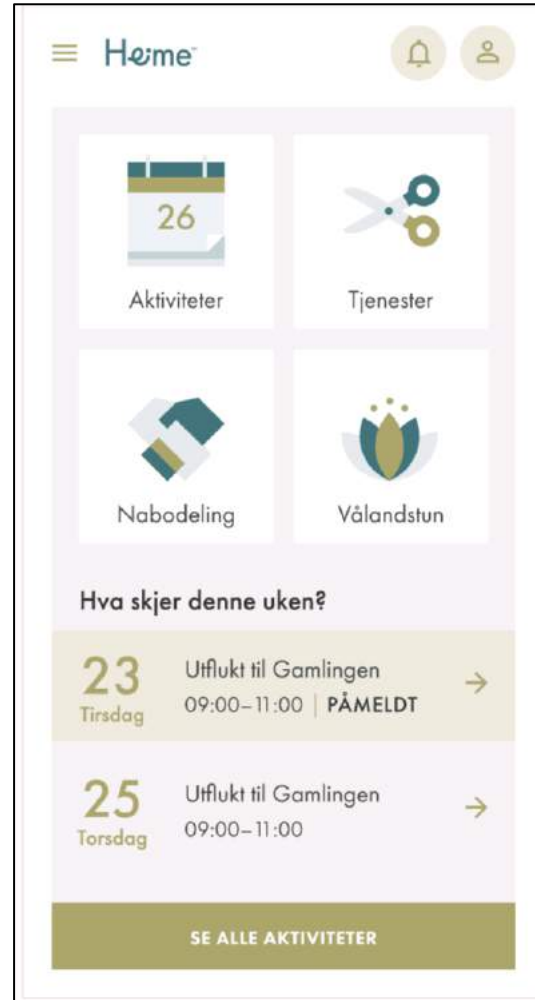 Heime
26
Aktiviteter
Tjenester
Nabodeling
Vålandstun
Hva skjer denne uken?
23
Tirsdag
Utflukt til Gamlingen
09:00–11:00 | PÅMELDT
25
Torsdag
Utflukt til Gamlingen
09:00–11:00
SE ALLE AKTIVITETER